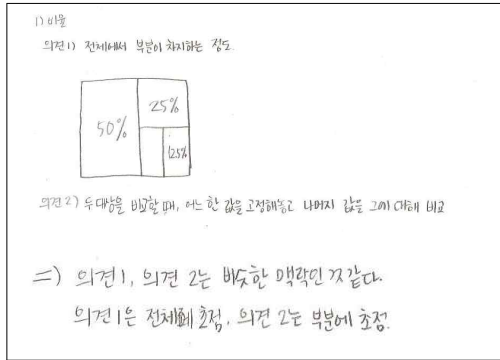 1) 비율
의견1) 전체에서 부분이 차지하는 정도.
25%
50%
12.5%
의견2) 두 대상을 비교할 때, 어느 한 값을 고정해놓고 나머지 값을 그에 대해 비교
=) 의견1, 의견 2는 비슷한 맥락인 것 같다.
의견1은 전체에 초점, 의견 2는 부분에 초점.